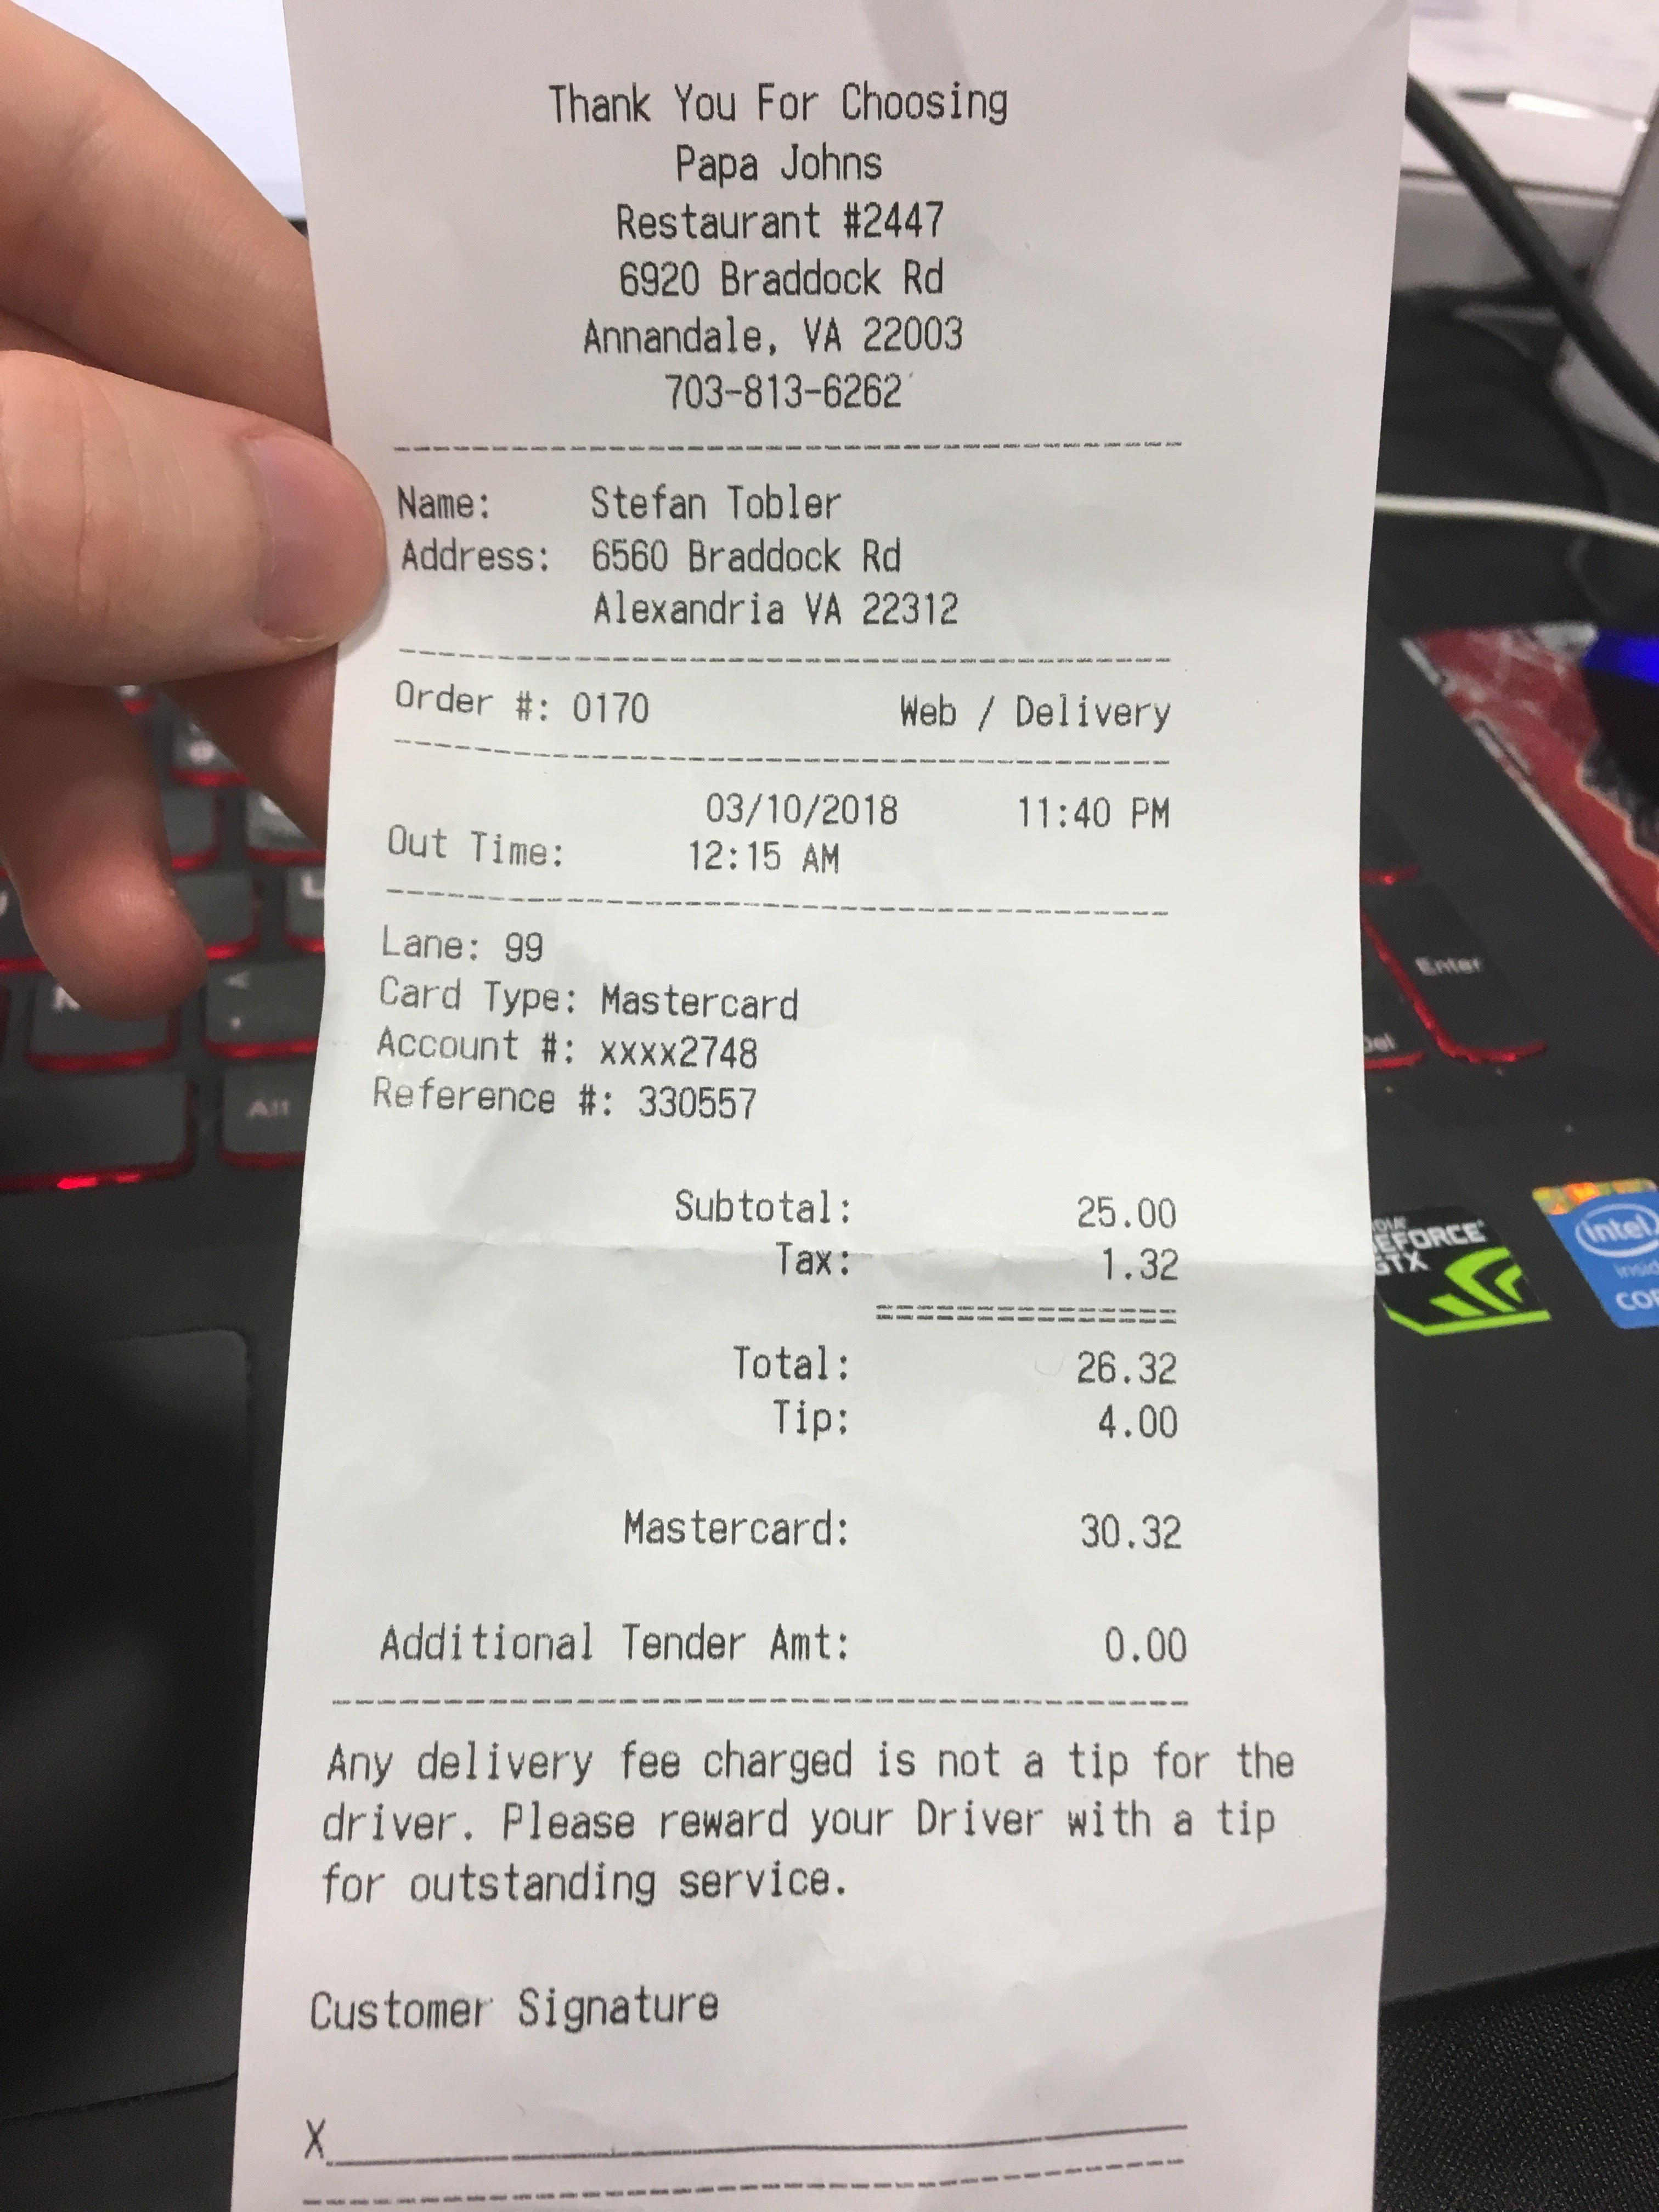 Thank You For Choosing
Papa Johns
Restaurant #2447
6920 Braddock Rd
Annandale, VA 22003
703-813-6262
Name: Stefan Tobler
Address: 6560 Braddock Rd
Alexandria VA 22312
Order #: 0170 Web / Delivery
03/10/2018 11:40 PM
Out Time: 12:15 AM
Lane: 99
Card Type: Mastercard
Account #: xxxx2748
Reference #: 330557
Subtotal: 25.00
Tax: 1.32
Total: 26.32
Tip: 4.00
Mastercard: 30.32
Additional Tender Amt: 0.00
Any delivery fee charged is not a tip for the
driver. Please reward your Driver with a tip
for outstanding service.
Customer Signature
X
Enter
Alt
GTX
intel